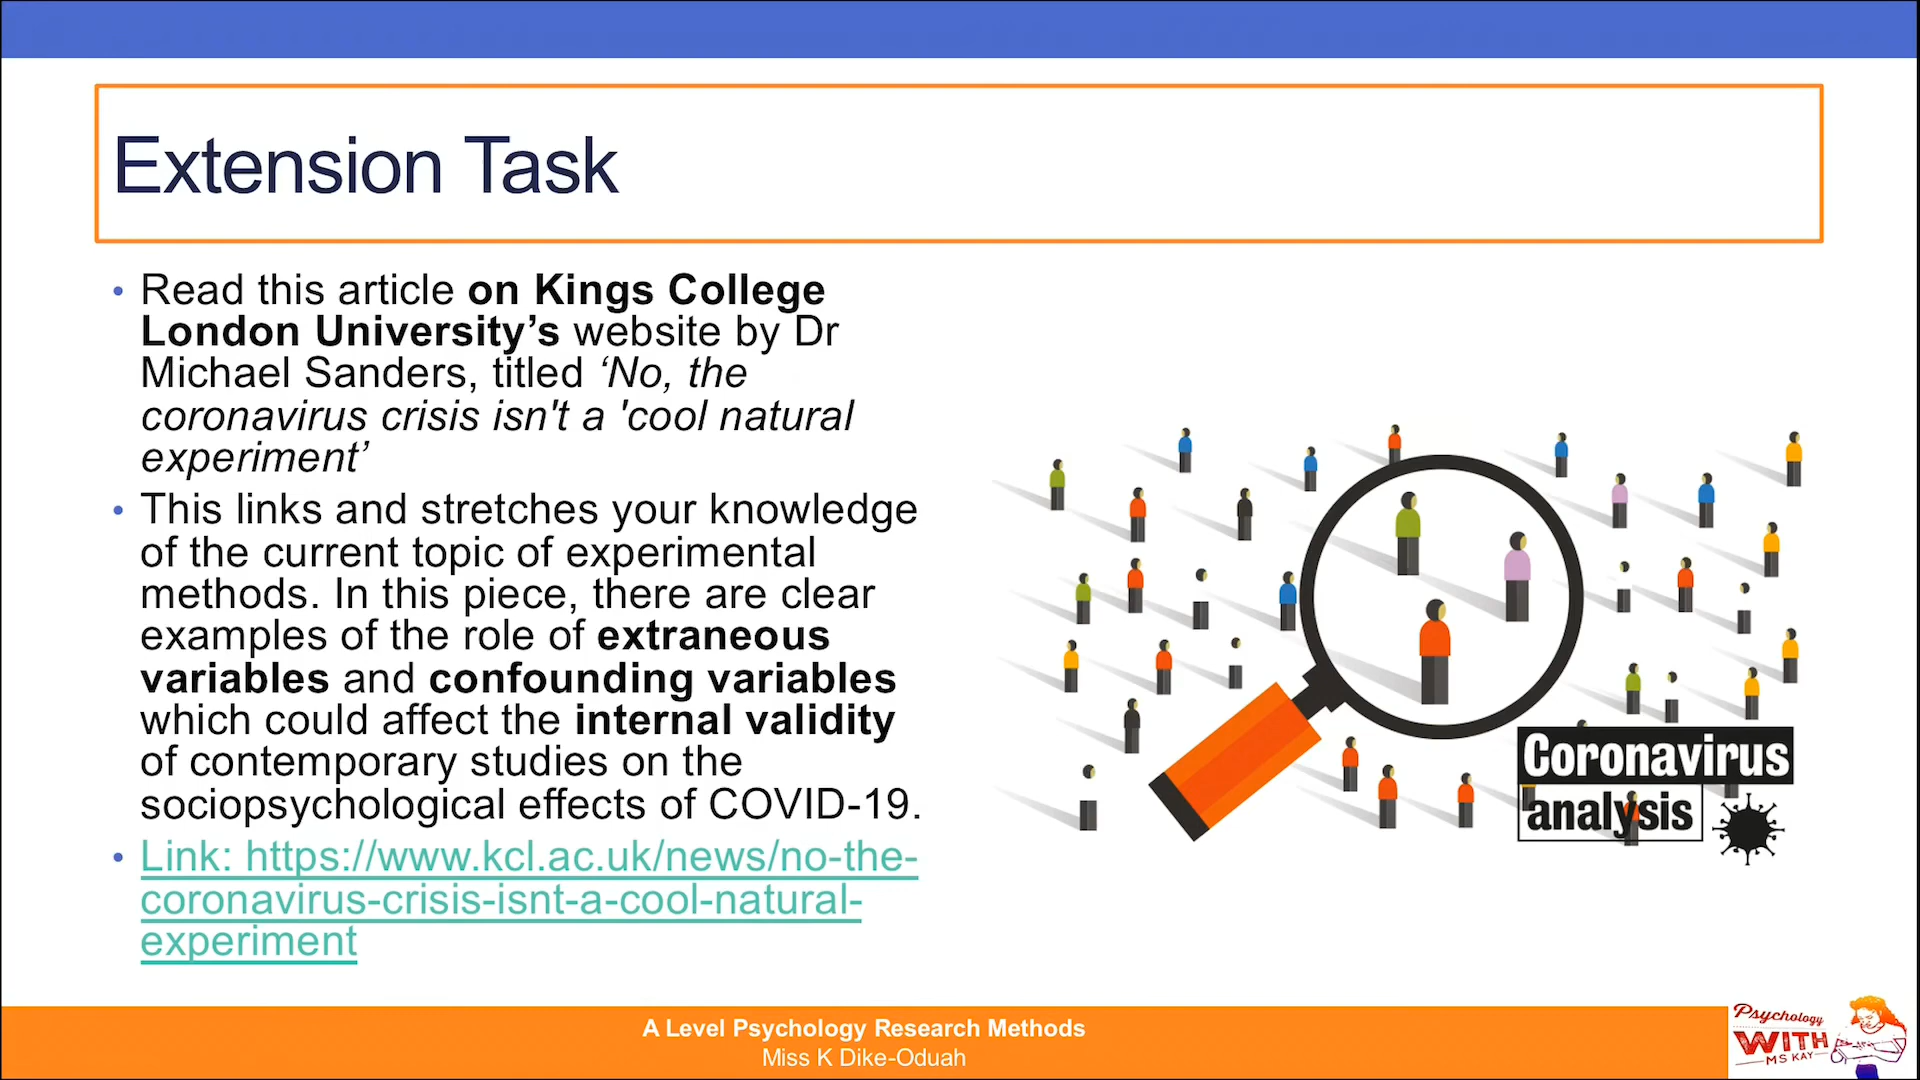 Extension Task
• Read this article on Kings College
London University’s website by Dr
Michael Sanders, titled ‘No, the
coronavirus crisis isn't a 'cool natural
experiment’
• This links and stretches your knowledge
of the current topic of experimental
methods. In this piece, there are clear
examples of the role of extraneous
variables and confounding variables
which could affect the internal validity
of contemporary studies on the
sociopsychological effects of COVID-19.
• Link: https://www.kcl.ac.uk/news/no-the-
coronavirus-crisis-isnt-a-cool-natural-
experiment
Coronavirus
analysis
A Level Psychology Research Methods
Miss K Dike-Oduah
Psychology
WITH
MS KAY